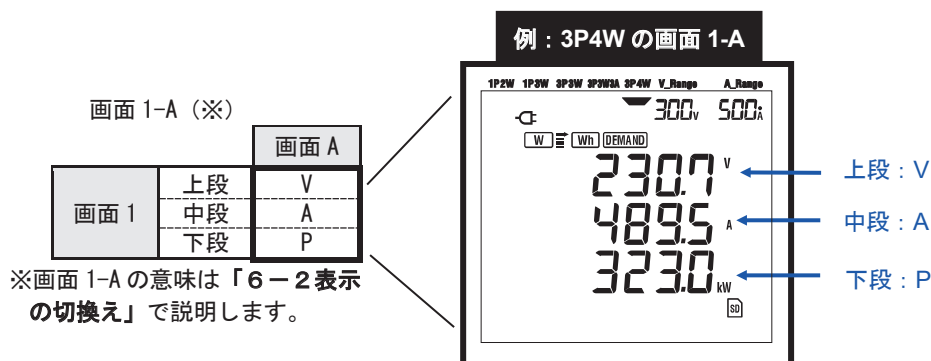 例：3P4W の画面 1-A
1P2W 1P3W 3P3W 3P3W3A 3P4W V_Range A_Range
300V 500A
W Wh DEMAND
230.7 V
489.5 A
323.0 kW
SD
上段：V
中段：A
下段：P
画面 1-A（※）
画面 A
画面 1
上段 V
中段 A
下段 P
※画面 1-A の意味は「６－２表示
の切換え」で説明します。